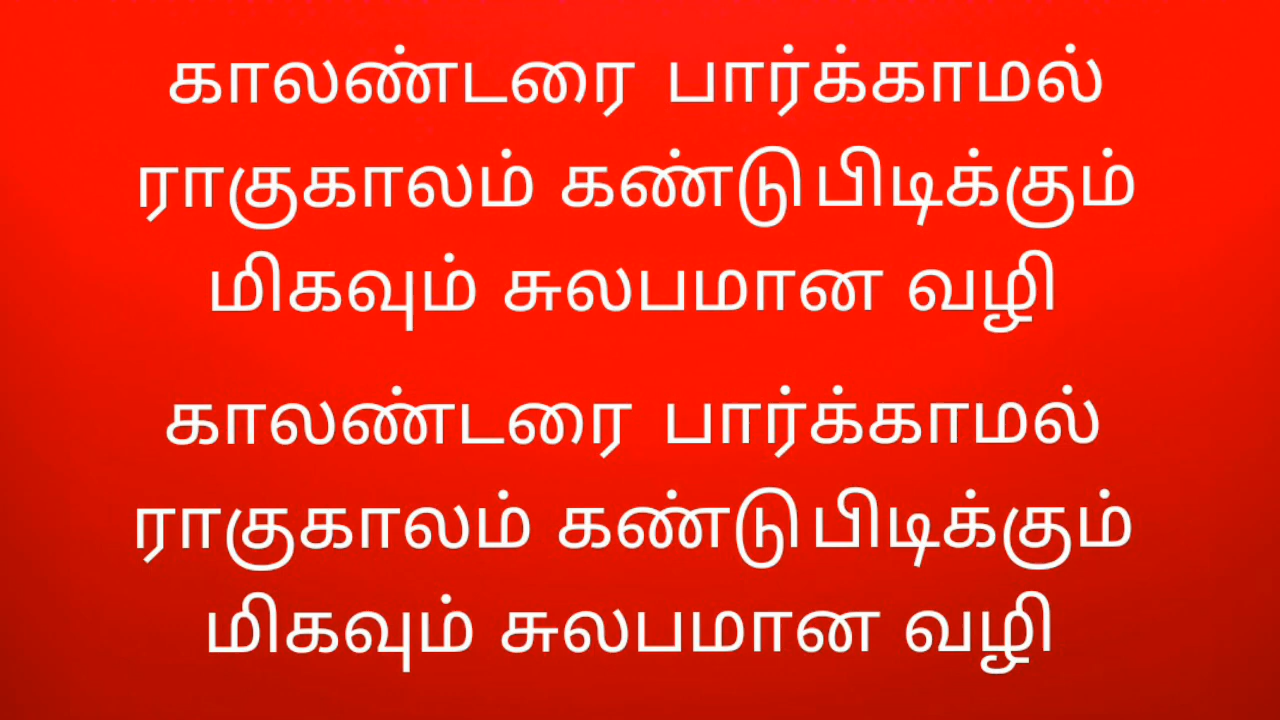 காலண்டரை பார்க்காமல்
ராகுகாலம் கண்டுபிடிக்கும்
மிகவும் சுலபமான வழி
காலண்டரை பார்க்காமல்
ராகுகாலம் கண்டுபிடிக்கும்
மிகவும் சுலபமான வழி